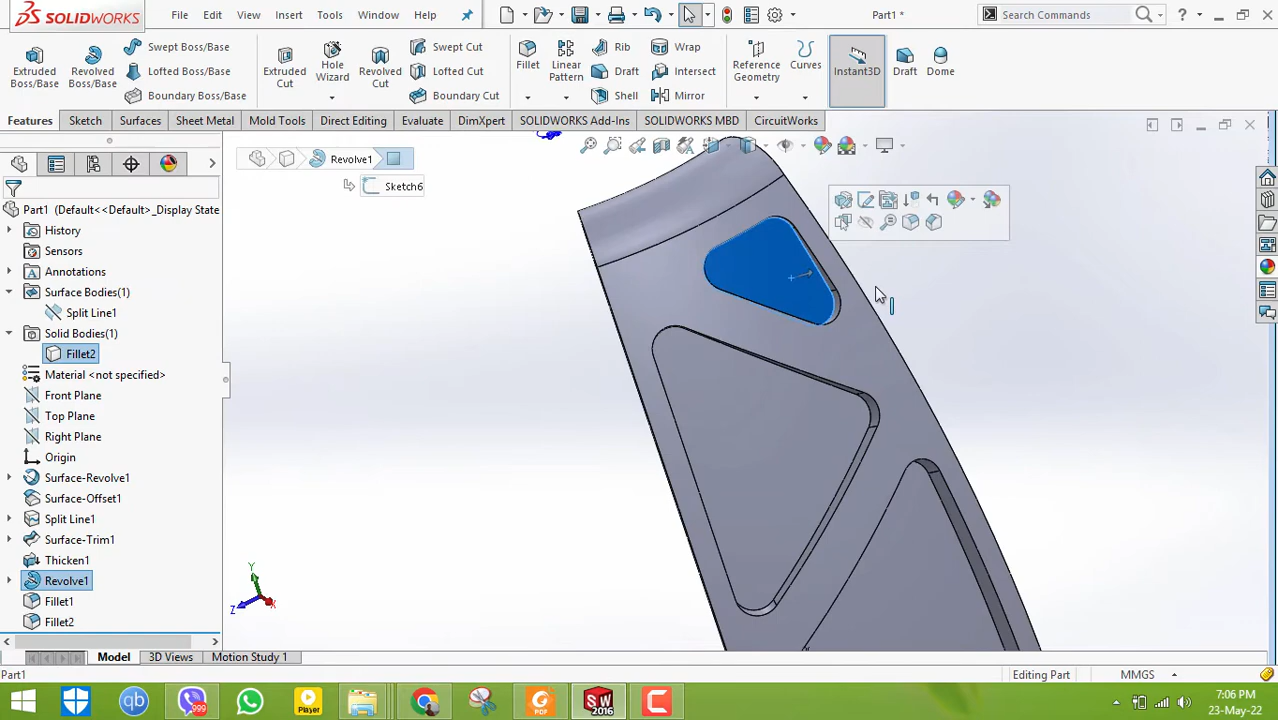 SOLIDWORKS
File Edit View Insert Tools Window Help
Part1 *
Search Commands
Extruded Boss/Base
Revolved Boss/Base
Swept Boss/Base
Lofted Boss/Base
Boundary Boss/Base
Extruded Cut
Hole Wizard
Revolved Cut
Swept Cut
Lofted Cut
Boundary Cut
Fillet
Linear Pattern
Rib
Draft
Shell
Wrap
Intersect
Mirror
Reference Geometry
Curves
Instant3D
Draft
Dome
Features Sketch Surfaces Sheet Metal Mold Tools Direct Editing Evaluate DimXpert SOLIDWORKS Add-Ins SOLIDWORKS MBD CircuitWorks
Revolve1
Sketch6
Part1 (Default<<Default>_Display State
History
Sensors
Annotations
Surface Bodies(1)
Split Line1
Solid Bodies(1)
Fillet2
Material <not specified>
Front Plane
Top Plane
Right Plane
Origin
Surface-Revolve1
Surface-Offset1
Split Line1
Surface-Trim1
Thicken1
Revolve1
Fillet1
Fillet2
Y
Z
X
Model 3D Views Motion Study 1
Part1
Editing Part
MMGS
qb
999
Player
PDF
SW
2016
7:06 PM
23-May-22